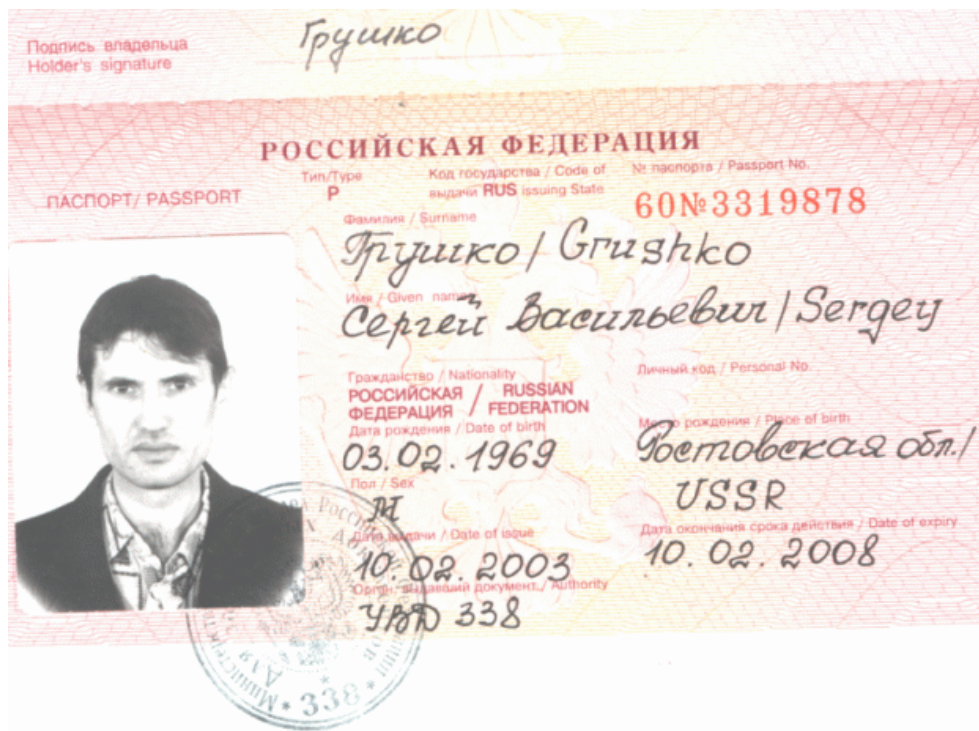 Подпись владельца
Holder's signature
Грушко
РОССИЙСКАЯ ФЕДЕРАЦИЯ
ПАСПОРТ/ PASSPORT
Тип/Type
P
Код государства / Code of
выдачи RUS issuing State
№ паспорта / Passport No.
60№3319878
Фамилия / Surname
Грушко / Grushko
Имя / Given names
Сергей Васильевич / Sergey
Гражданство / Nationality
РОССИЙСКАЯ / RUSSIAN
ФЕДЕРАЦИЯ / FEDERATION
Личный код / Personal No.
Дата рождения / Date of birth
03.02.1969
Место рождения / Place of birth
Ростовская обл./
USSR
Пол / Sex
М
Дата выдачи / Date of issue
10.02.2003
Дата окончания срока действия / Date of expiry
10.02.2008
Орган, выдавший документ / Authority
УВД 338
338